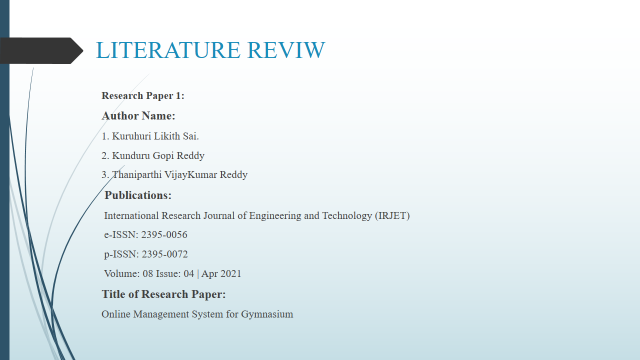 LITERATURE REVIW
Research Paper 1:
Author Name:
1. Kuruhuri Likith Sai.
2. Kunduru Gopi Reddy
3. Thaniparthi VijayKumar Reddy
Publications:
International Research Journal of Engineering and Technology (IRJET)
e-ISSN: 2395-0056
p-ISSN: 2395-0072
Volume: 08 Issue: 04 | Apr 2021
Title of Research Paper:
Online Management System for Gymnasium